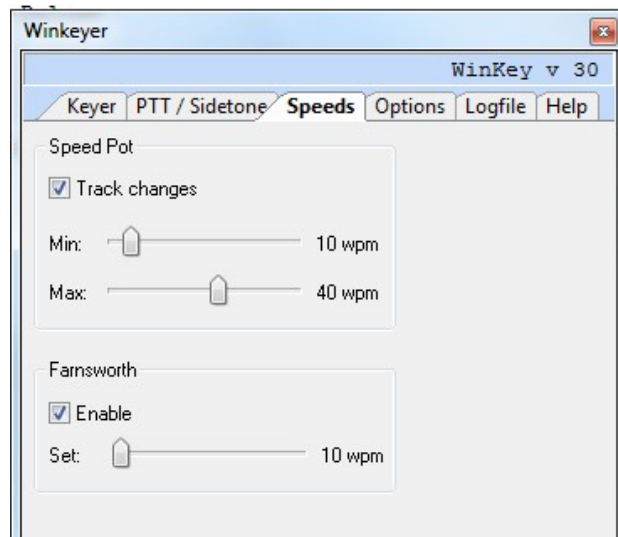 Winkeyer
WinKey v 30
Keyer PTT / Sidetone Speeds Options Logfile Help
Speed Pot
Track changes
Min: 10 wpm
Max: 40 wpm
Farnsworth
Enable
Set: 10 wpm